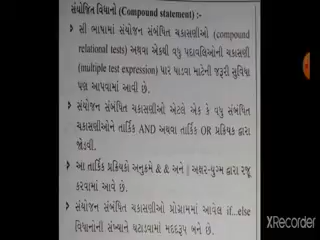 સંયોજિત વિધાનો (Compound statement) :-
➤ સી ભાષામાં સંયોજન સંબંધિત ચકાસણીઓ (compound
relational tests) અથવા એકથી વધુ પદાવલિઓની ચકાસણી
(multiple test expression) પાર પાડવા માટેની જરૂરી સુવિધા
પણ આપવામાં આવી છે.
➤ સંયોજન સંબંધિત ચકાસણીઓ એટલે એક કે વધુ સંબંધિત
ચકાસણીઓને તાર્કિક AND અથવા તાર્કિક OR પ્રક્રિયક દ્વારા
જોડવી.
➤ આ તાર્કિક પ્રક્રિયકો અનુક્રમે && અને || અક્ષર-યુગ્મ દ્વારા રજૂ
કરવામાં આવે છે.
➤ સંયોજન સંબંધિત ચકાસણીઓ પ્રોગ્રામમાં આવેલ if...else
વિધાનોની સંખ્યાને ઘટાડવામાં મદદરૂપ બને છે.
XRecorder